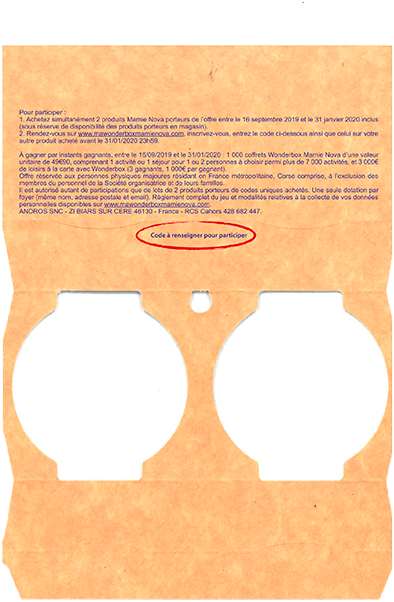 Pour participer :
1. Achetez simultanément 2 produits Mamie Nova porteurs de l'offre entre le 16 septembre 2019 et le 31 janvier 2020 inclus
(sous réserve de disponibilité des produits porteurs en magasin).
2. Rendez-vous sur www.mawonderboxmamienova.com, inscrivez-vous, entrez le code ci-dessous ainsi que celui sur votre
autre produit acheté avant le 31/01/2020 23h59.
A gagner par instants gagnants, entre le 16/09/2019 et le 31/01/2020 : 1 000 coffrets Wonderbox Mamie Nova d'une valeur
unitaire de 49€90, comprenant 1 activité ou 1 séjour pour 1 ou 2 personnes à choisir parmi plus de 7 000 activités, et 3 000€
de loisirs à la carte avec Wonderbox (3 gagnants, 1 000€ par gagnant).
Offre réservée aux personnes physiques majeures résidant en France métropolitaine, Corse comprise, à l'exclusion des
membres du personnel de la Société organisatrice et de leurs familles.
Il est autorisé autant de participations que de lots de 2 produits porteurs de codes uniques achetés. Une seule dotation par
foyer (même nom, adresse postale et email). Règlement complet du jeu et modalités relatives à la collecte de vos données
personnelles disponibles sur www.mawonderboxmamienova.com.
ANDROS SNC - ZI BIARS SUR CERE 46130 - France - RCS Cahors 428 682 447.
Code à renseigner pour participer